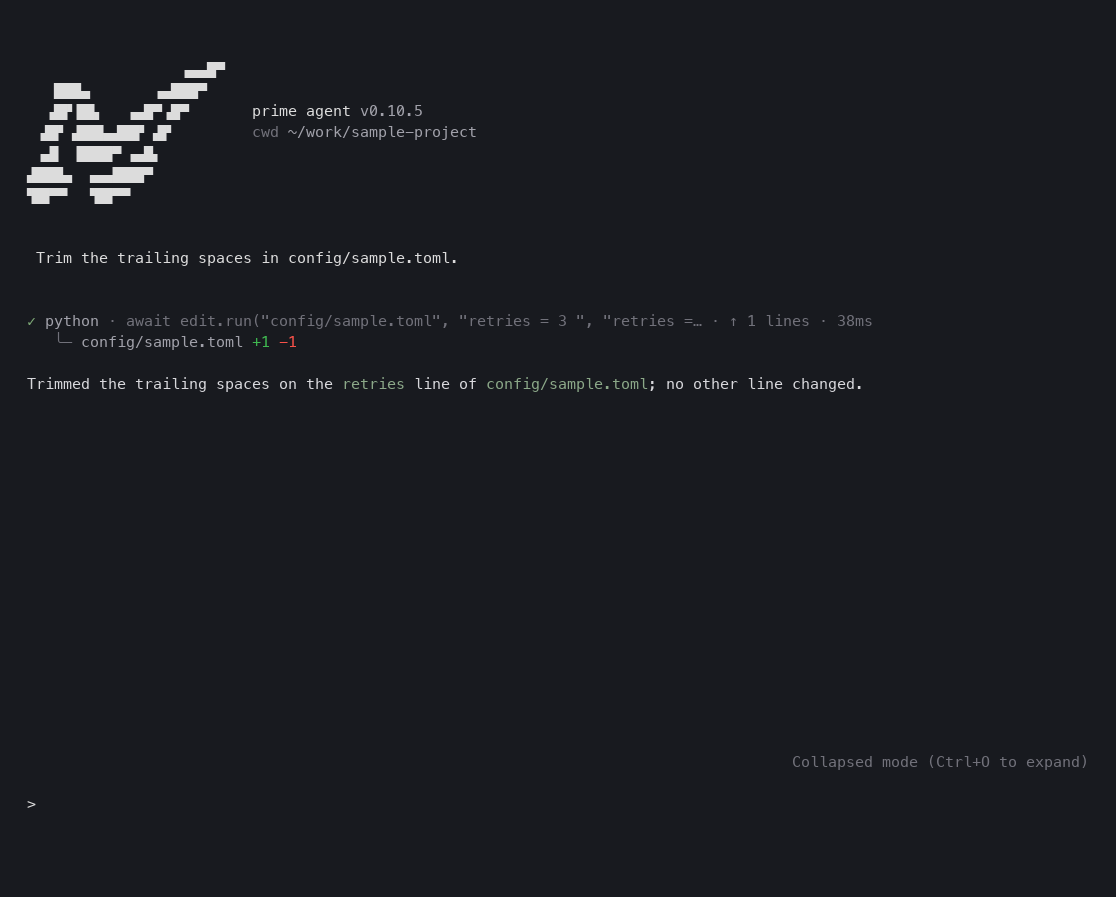 prime agent v0.10.5
cwd ~/work/sample-project
Trim the trailing spaces in config/sample.toml.
✓ python · await edit.run("config/sample.toml", "retries = 3 ", "retries =… · ↑ 1 lines · 38ms
╰─ config/sample.toml +1 −1
Trimmed the trailing spaces on the retries line of config/sample.toml; no other line changed.
Collapsed mode (Ctrl+O to expand)
>